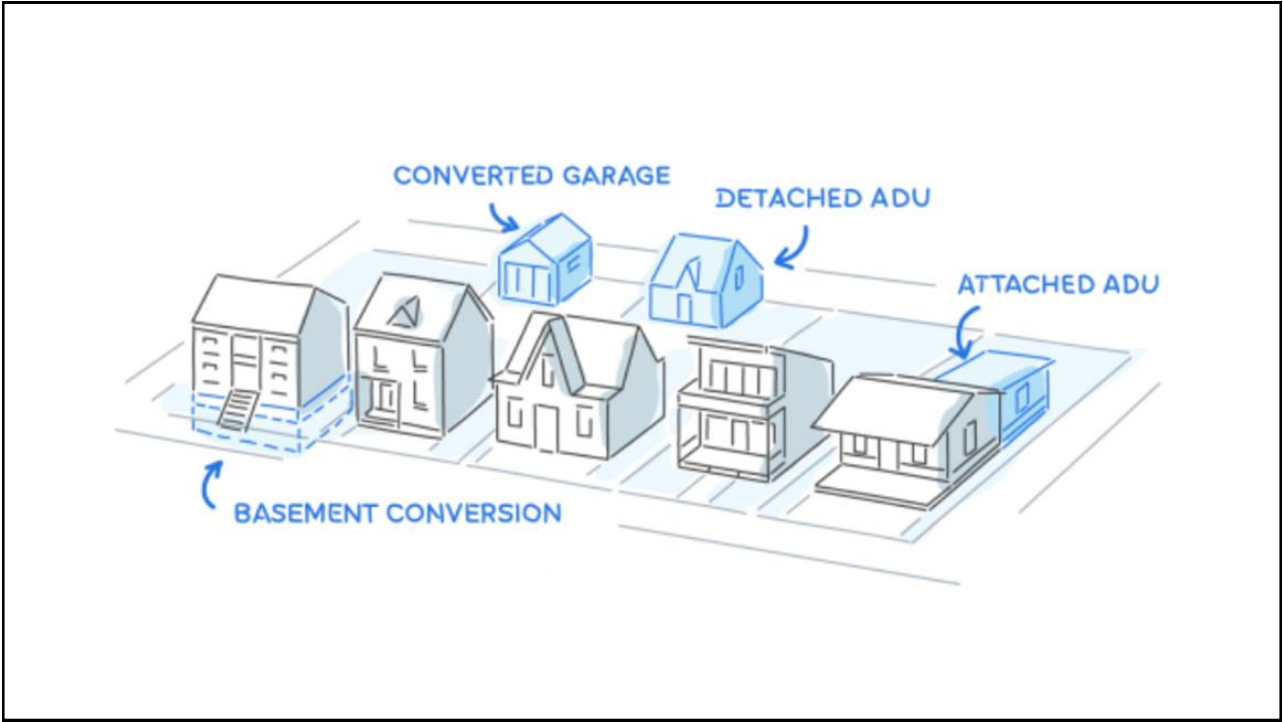 CONVERTED GARAGE
DETACHED ADU
ATTACHED ADU
BASEMENT CONVERSION